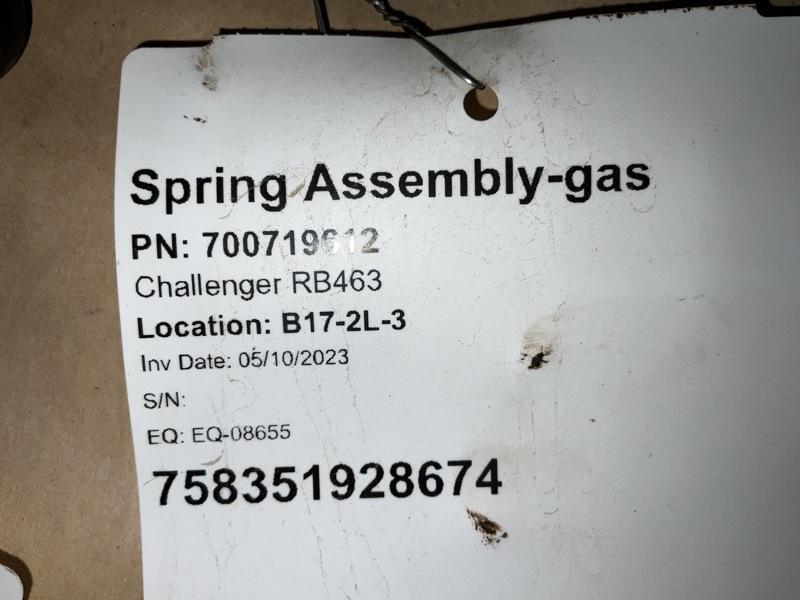 Spring Assembly-gas
PN: 700719612
Challenger RB463
Location: B17-2L-3
Inv Date: 05/10/2023
S/N:
EQ: EQ-08655
758351928674